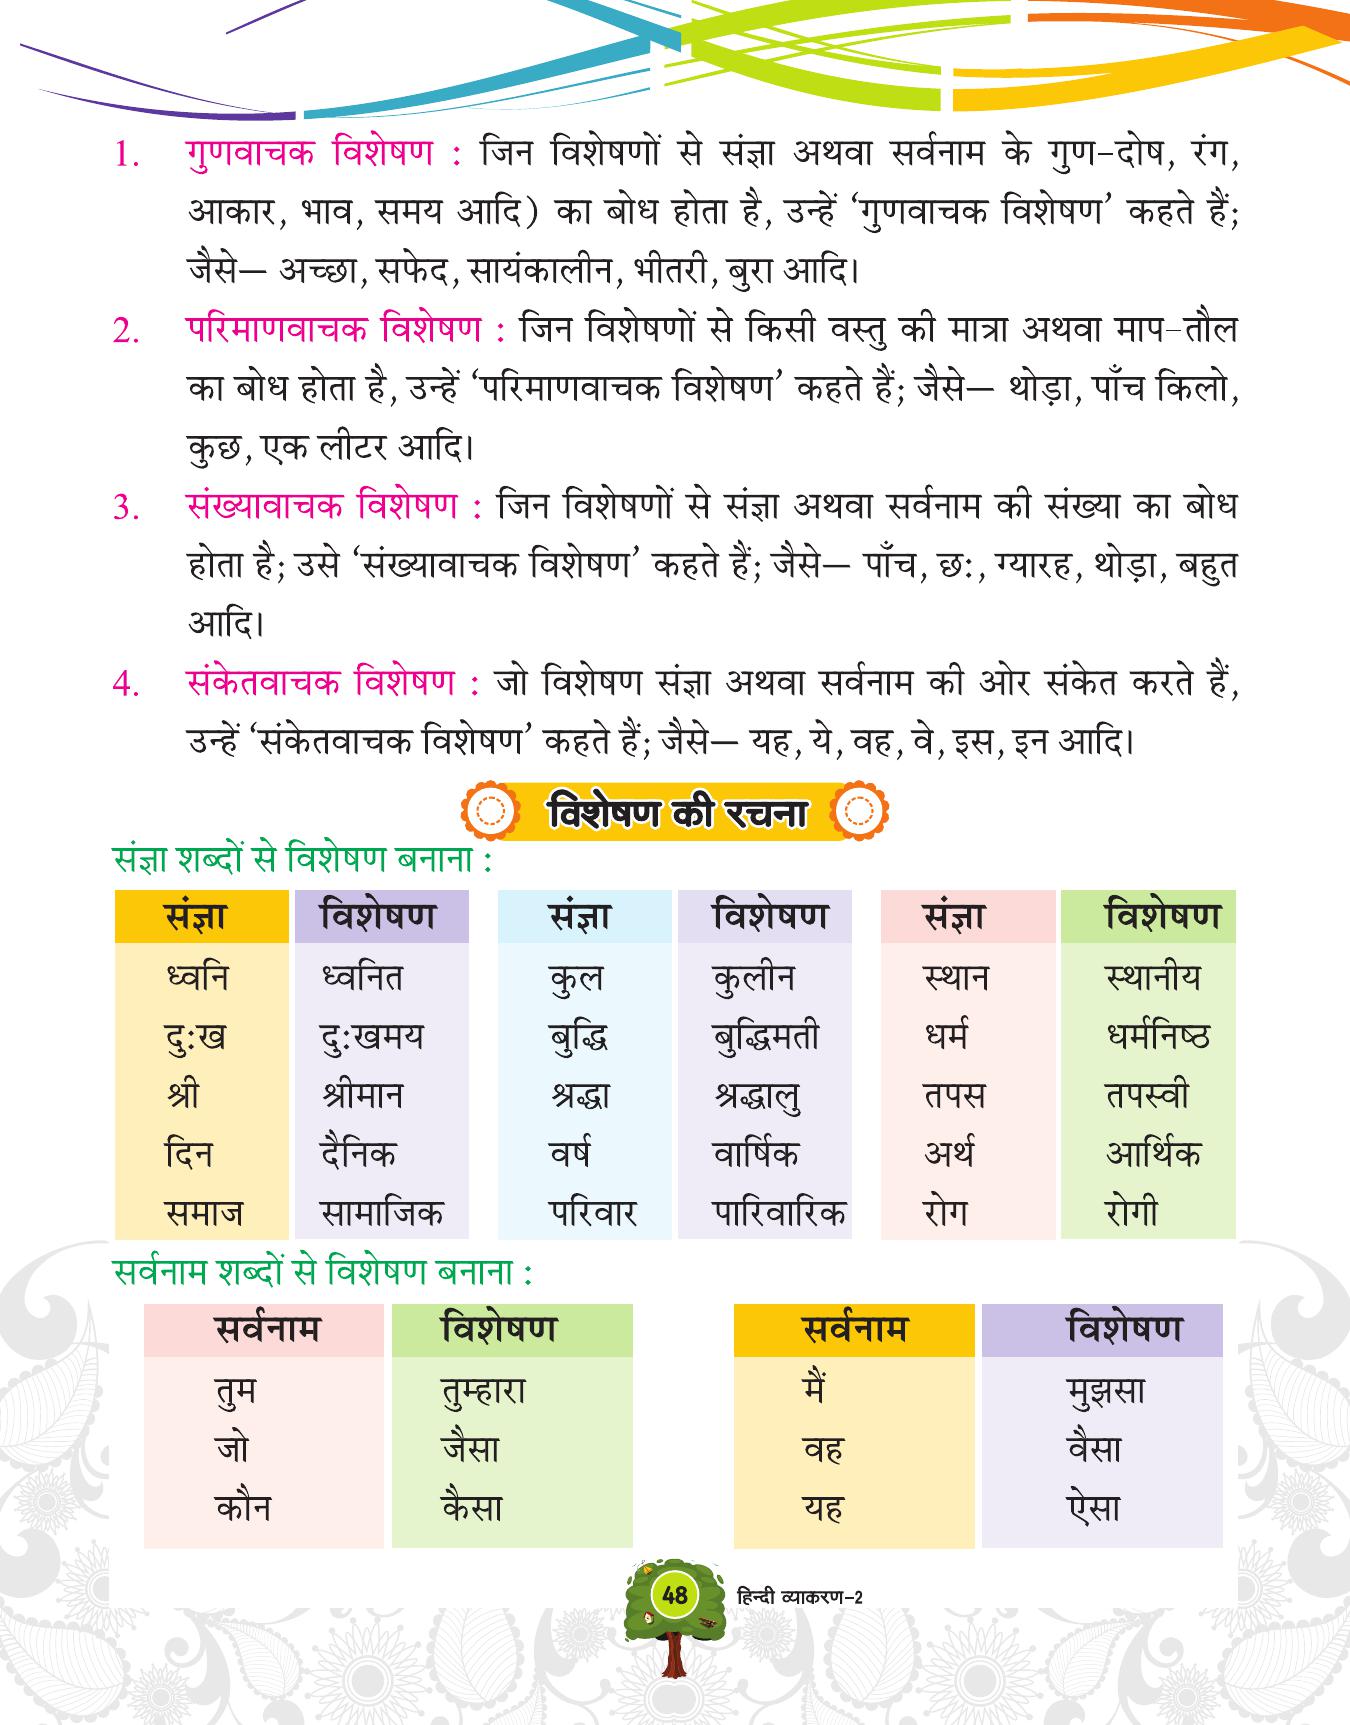 1. गुणवाचक विशेषण : जिन विशेषणों से संज्ञा अथवा सर्वनाम के गुण-दोष, रंग,
आकार, भाव, समय आदि) का बोध होता है, उन्हें ‘गुणवाचक विशेषण’ कहते हैं;
जैसे— अच्छा, सफेद, सायंकालीन, भीतरी, बुरा आदि।
2. परिमाणवाचक विशेषण : जिन विशेषणों से किसी वस्तु की मात्रा अथवा माप-तौल
का बोध होता है, उन्हें ‘परिमाणवाचक विशेषण’ कहते हैं; जैसे— थोड़ा, पाँच किलो,
कुछ, एक लीटर आदि।
3. संख्यावाचक विशेषण : जिन विशेषणों से संज्ञा अथवा सर्वनाम की संख्या का बोध
होता है; उसे ‘संख्यावाचक विशेषण’ कहते हैं; जैसे— पाँच, छः, ग्यारह, थोड़ा, बहुत
आदि।
4. संकेतवाचक विशेषण : जो विशेषण संज्ञा अथवा सर्वनाम की ओर संकेत करते हैं,
उन्हें ‘संकेतवाचक विशेषण’ कहते हैं; जैसे— यह, ये, वह, वे, इस, इन आदि।
विशेषण की रचना
संज्ञा शब्दों से विशेषण बनाना :
संज्ञा विशेषण संज्ञा विशेषण संज्ञा विशेषण
ध्वनि ध्वनित कुल कुलीन स्थान स्थानीय
दुःख दुःखमय बुद्धि बुद्धिमती धर्म धर्मनिष्ठ
श्री श्रीमान श्रद्धा श्रद्धालु तपस तपस्वी
दिन दैनिक वर्ष वार्षिक अर्थ आर्थिक
समाज सामाजिक परिवार पारिवारिक रोग रोगी
सर्वनाम शब्दों से विशेषण बनाना :
सर्वनाम विशेषण सर्वनाम विशेषण
तुम तुम्हारा मैं मुझसा
जो जैसा वह वैसा
कौन कैसा यह ऐसा
48 हिन्दी व्याकरण-2